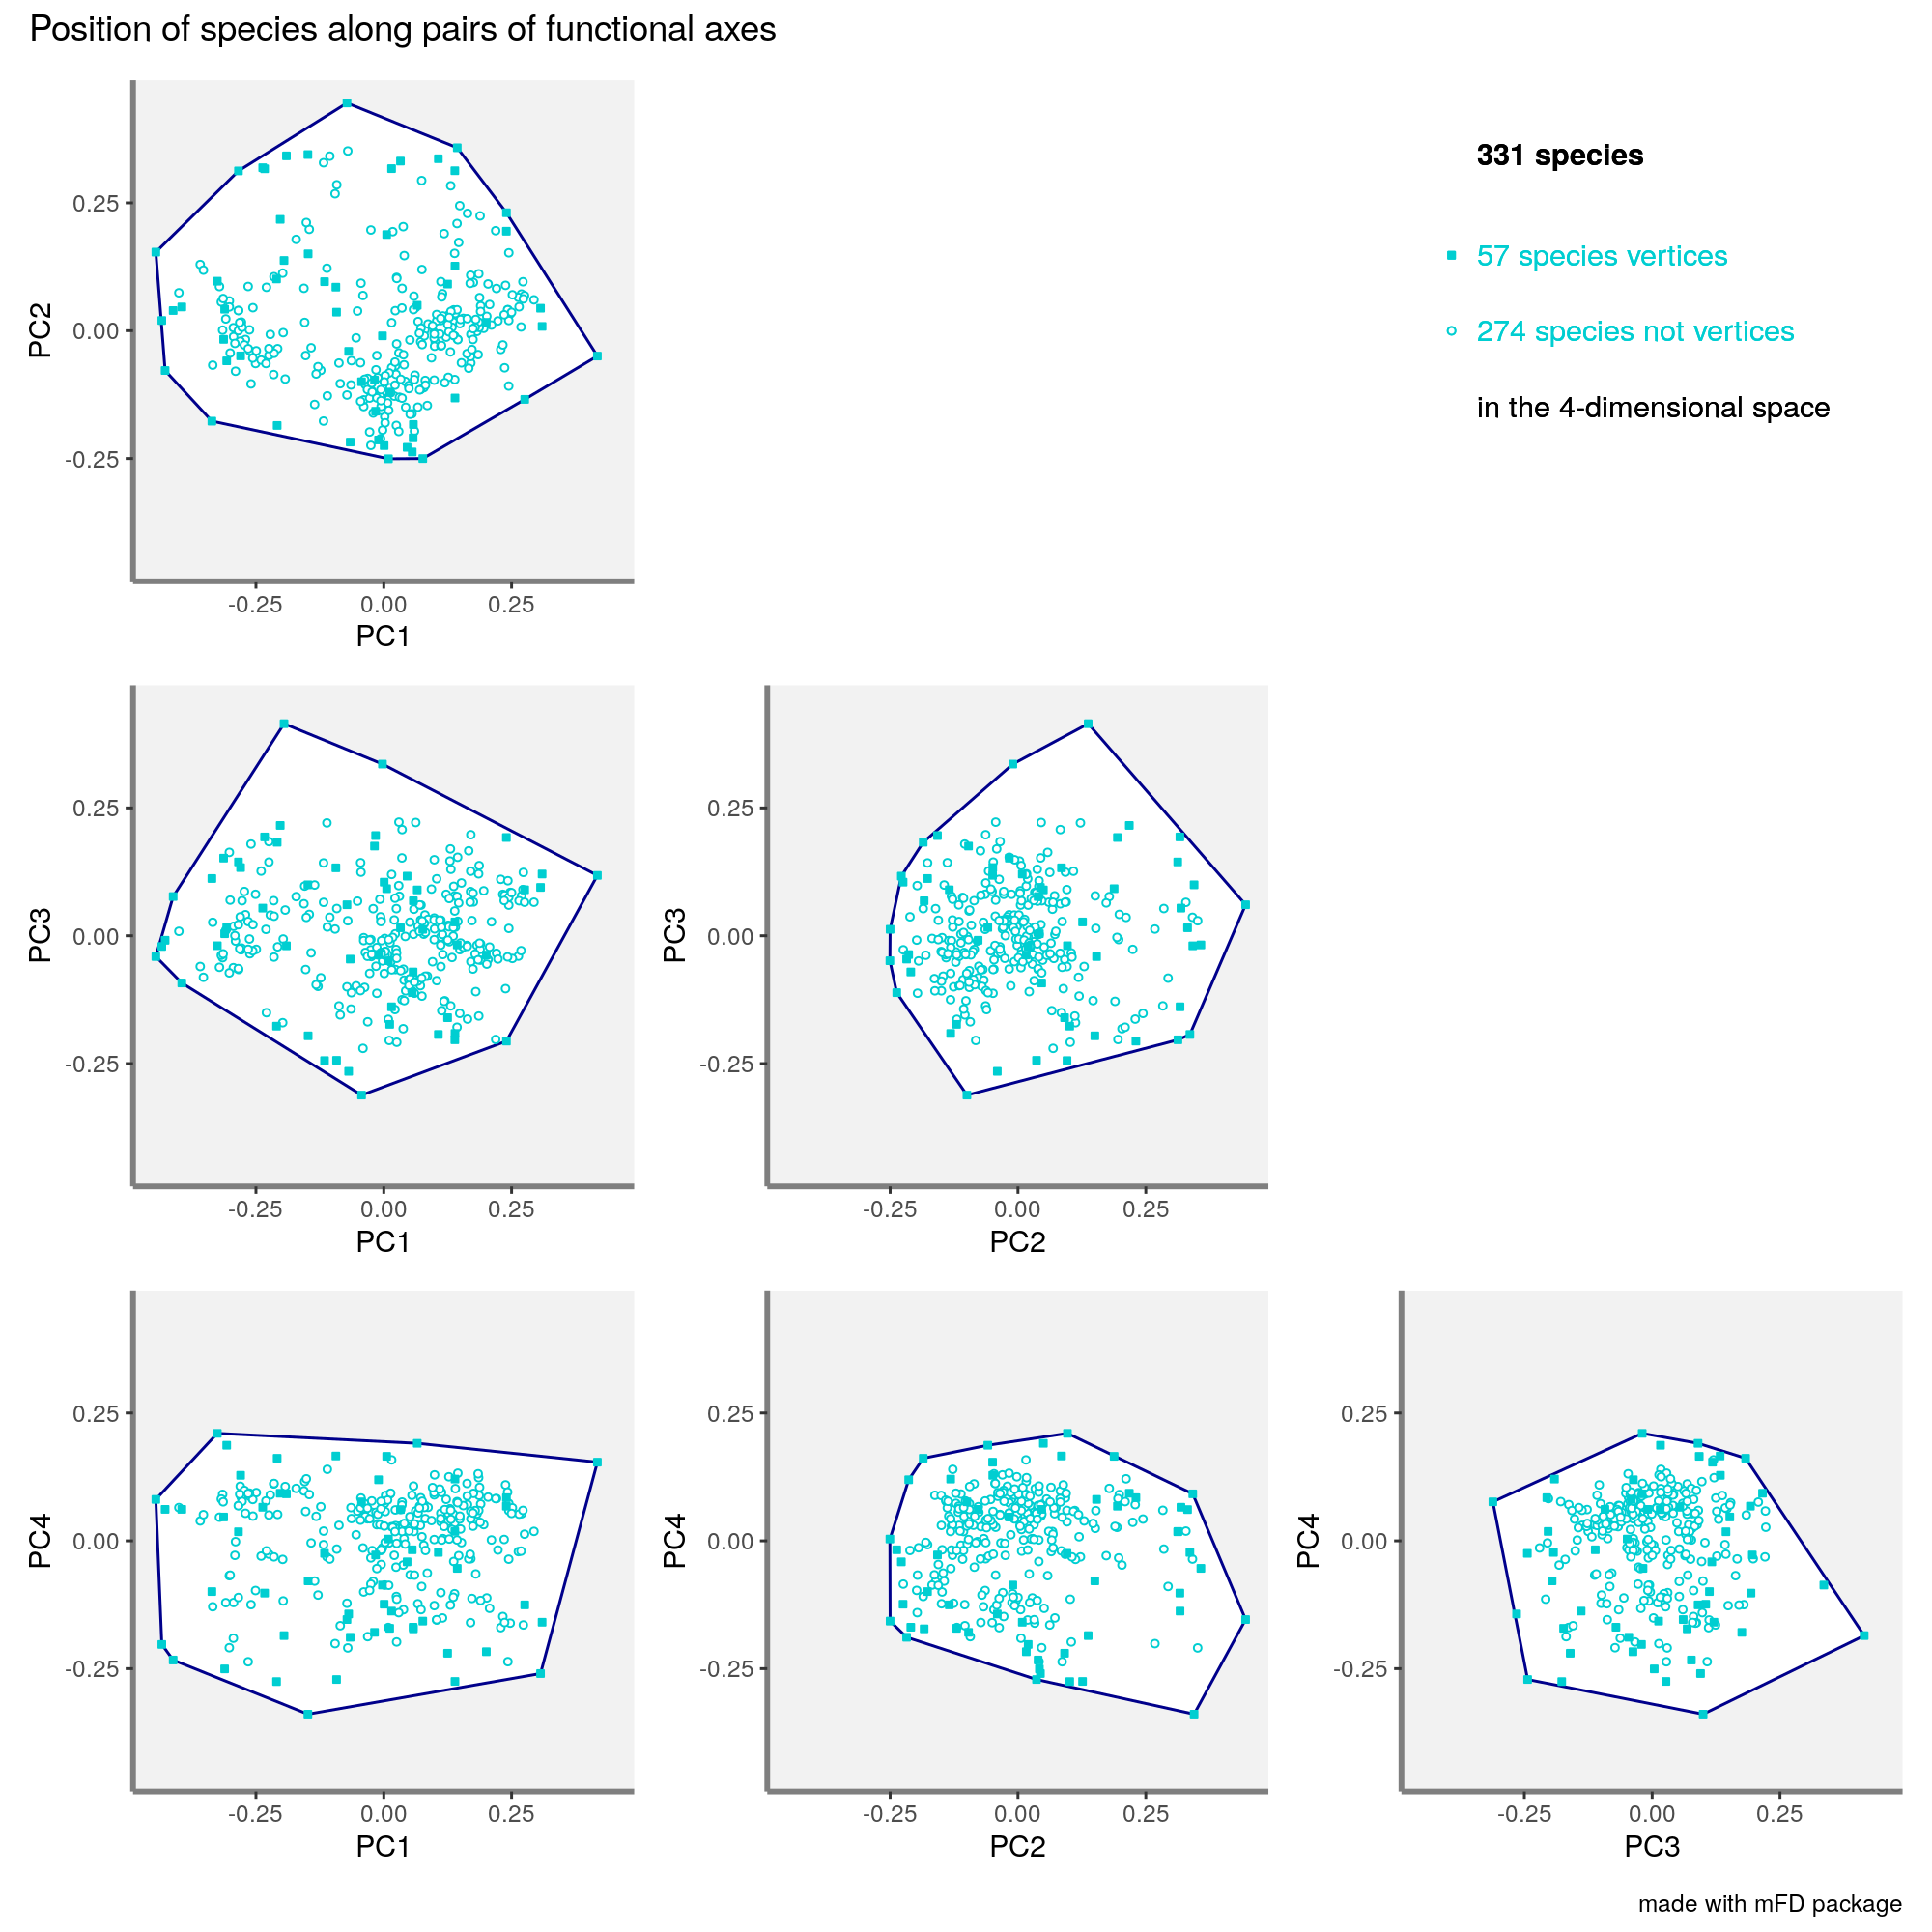 Position of species along pairs of functional axes
0.25
0.00
-0.25
PC2
-0.25 0.00 0.25
PC1
331 species
57 species vertices
274 species not vertices
in the 4-dimensional space
0.25
0.00
-0.25
PC3
-0.25 0.00 0.25
PC1
0.25
0.00
-0.25
PC3
-0.25 0.00 0.25
PC2
0.25
0.00
-0.25
PC4
-0.25 0.00 0.25
PC1
0.25
0.00
-0.25
PC4
-0.25 0.00 0.25
PC2
0.25
0.00
-0.25
PC4
-0.25 0.00 0.25
PC3
made with mFD package